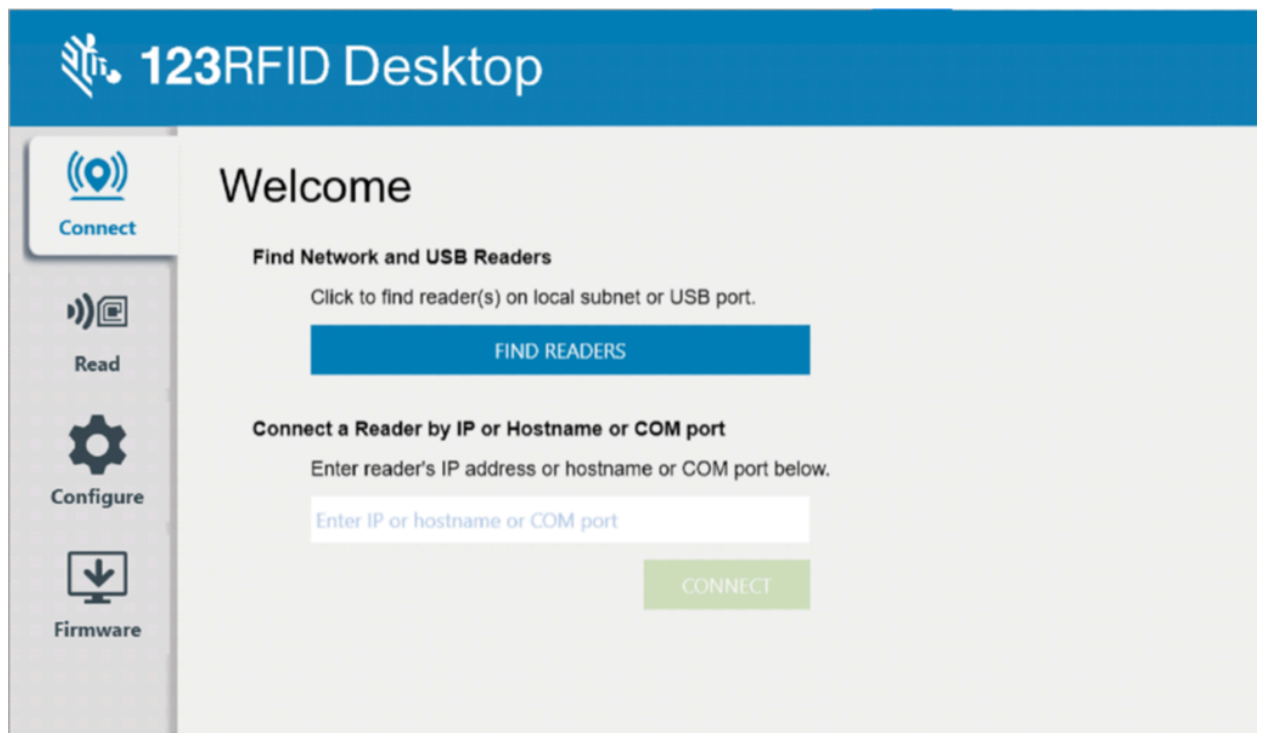 123RFID Desktop
Connect
Read
Configure
Firmware
Welcome
Find Network and USB Readers
Click to find reader(s) on local subnet or USB port.
FIND READERS
Connect a Reader by IP or Hostname or COM port
Enter reader's IP address or hostname or COM port below.
Enter IP or hostname or COM port
CONNECT